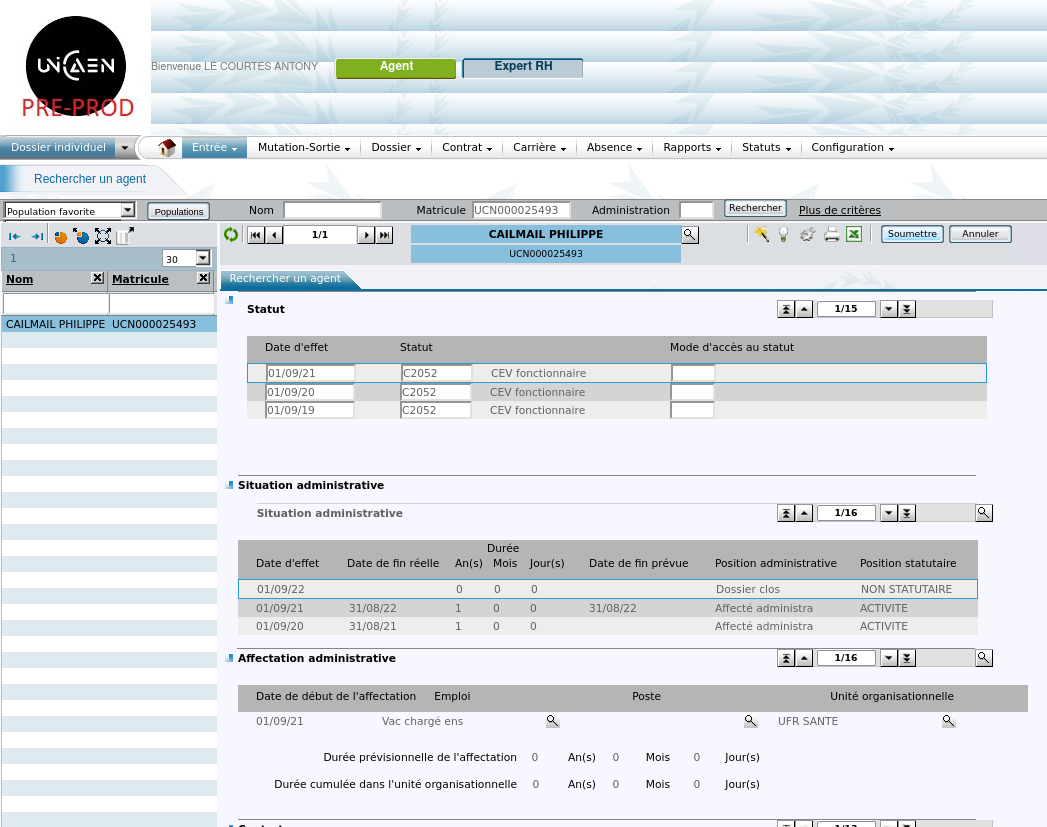 UNICAEN
PRE-PROD
Bienvenue LE COURTES ANTONY Agent Expert RH
Dossier individuel Entrée Mutation-Sortie Dossier Contrat Carrière Absence Rapports Statuts Configuration
Rechercher un agent
Population favorite Populations Nom Matricule UCN000025493 Administration Rechercher Plus de critères
1/1 CAILMAIL PHILIPPE Soumettre Annuler
UCN000025493
1 30
Nom Matricule
CAILMAIL PHILIPPE UCN000025493
Rechercher un agent
Statut 1/15
Date d'effet Statut Mode d'accès au statut
01/09/21 C2052 CEV fonctionnaire
01/09/20 C2052 CEV fonctionnaire
01/09/19 C2052 CEV fonctionnaire
Situation administrative
Situation administrative 1/16
Durée
Date d'effet Date de fin réelle An(s) Mois Jour(s) Date de fin prévue Position administrative Position statutaire
01/09/22 0 0 0 Dossier clos NON STATUTAIRE
01/09/21 31/08/22 1 0 0 31/08/22 Affecté administra ACTIVITE
01/09/20 31/08/21 1 0 0 Affecté administra ACTIVITE
Affectation administrative 1/16
Date de début de l'affectation Emploi Poste Unité organisationnelle
01/09/21 Vac chargé ens UFR SANTE
Durée prévisionnelle de l'affectation 0 An(s) 0 Mois 0 Jour(s)
Durée cumulée dans l'unité organisationnelle 0 An(s) 0 Mois 0 Jour(s)